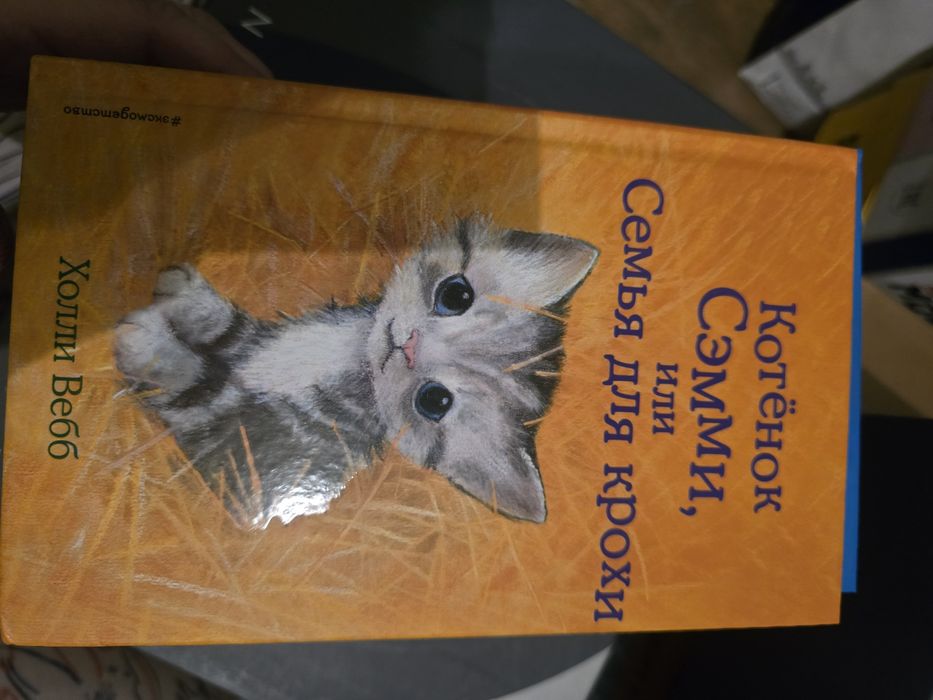 Котёнок
Сэмми,
или
Семья для крохи
Холли Вебб
#эксмодетство